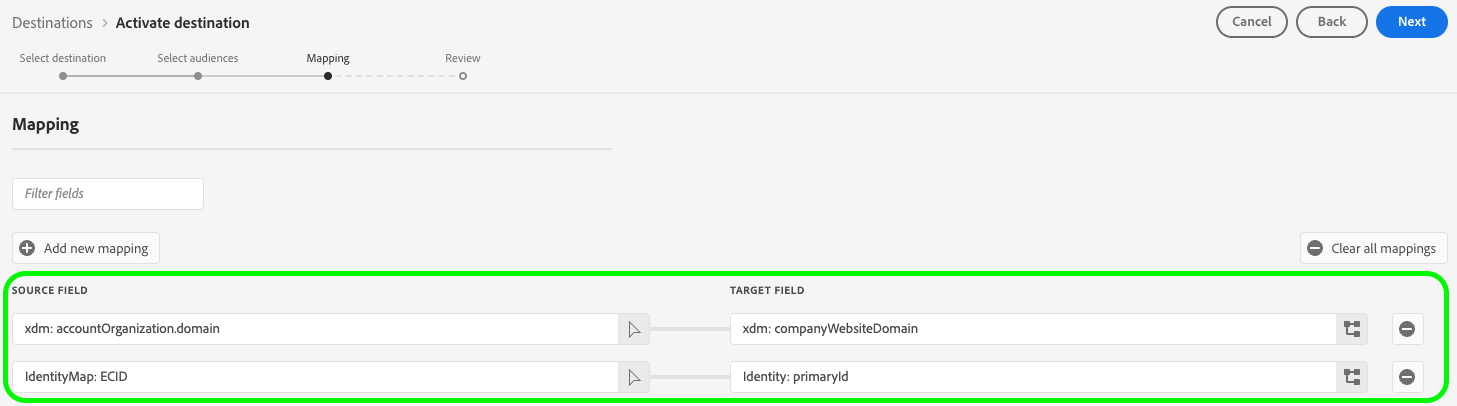 Destinations > Activate destination
Cancel Back Next
Select destination Select audiences Mapping Review
Mapping
Filter fields
Add new mapping Clear all mappings
SOURCE FIELD TARGET FIELD
xdm: accountOrganization.domain xdm: companyWebsiteDomain
IdentityMap: ECID Identity: primaryId